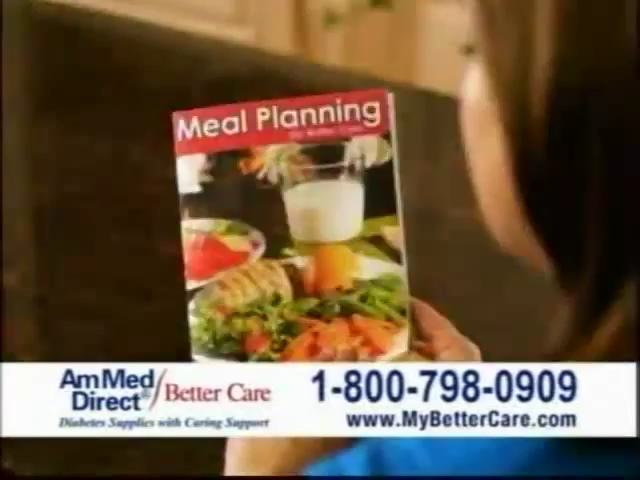 Meal Planning
AmMed Direct® / Better Care
Diabetes Supplies with Caring Support
1-800-798-0909
www.MyBetterCare.com